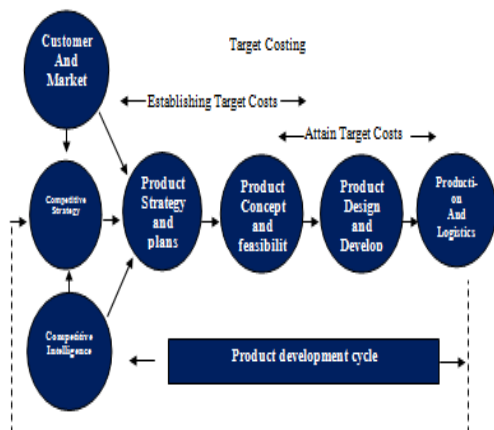 Customer
And
Market
Target Costing
Establishing Target Costs
Attain Target Costs
Competitive
Strategy
Product
Strategy
and
plans
Product
Concept
and
feasibilit
Product
Design
and
Develop
Producti-
on
And
Logistics
Competitive
Intelligence
Product development cycle